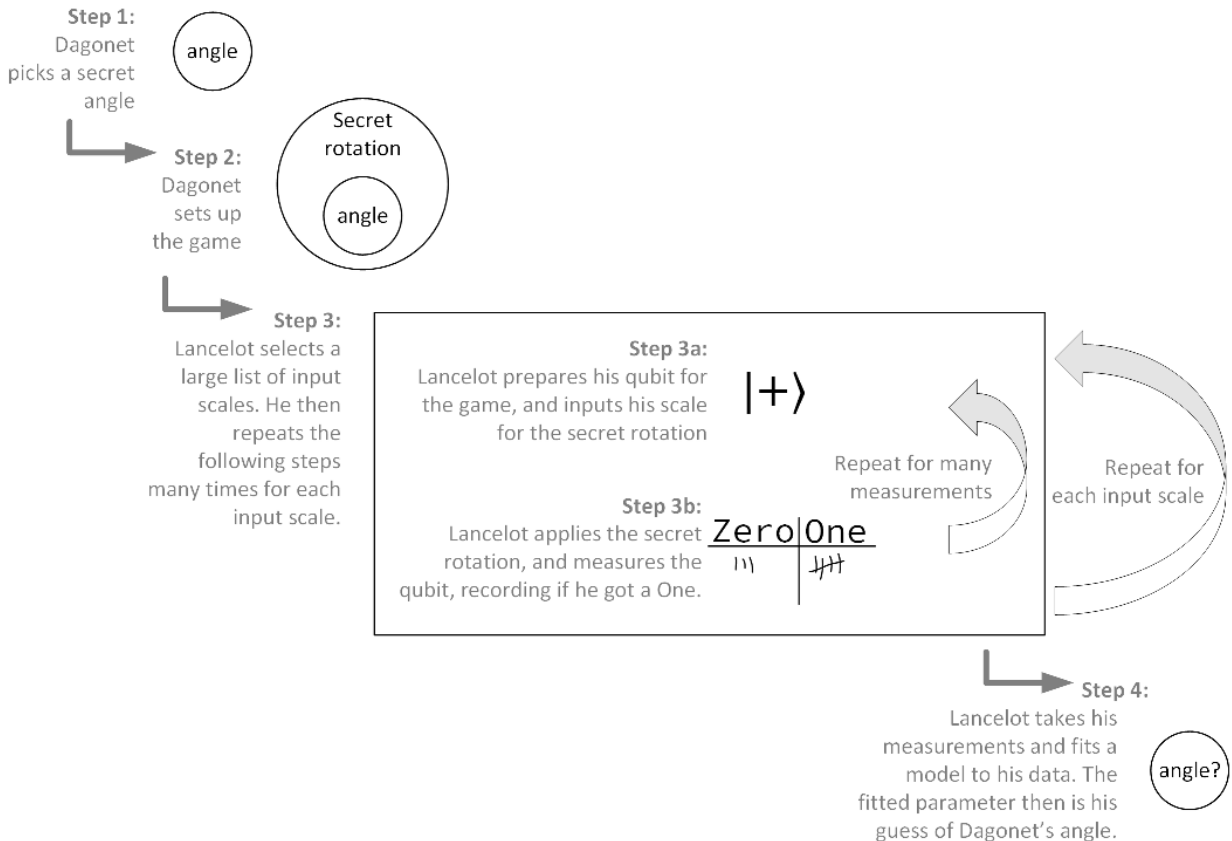 Step 1:
Dagonet
picks a secret
angle
angle
Step 2:
Dagonet
sets up
the game
Secret
rotation
angle
Step 3:
Lancelot selects a
large list of input
scales. He then
repeats the
following steps
many times for each
input scale.
Step 3a:
Lancelot prepares his qubit for
the game, and inputs his scale
for the secret rotation
|+⟩
Step 3b:
Lancelot applies the secret
rotation, and measures the
qubit, recording if he got a One.
Zero One
Repeat for many
measurements
Repeat for
each input scale
Step 4:
Lancelot takes his
measurements and fits a
model to his data. The
fitted parameter then is his
guess of Dagonet’s angle.
angle?